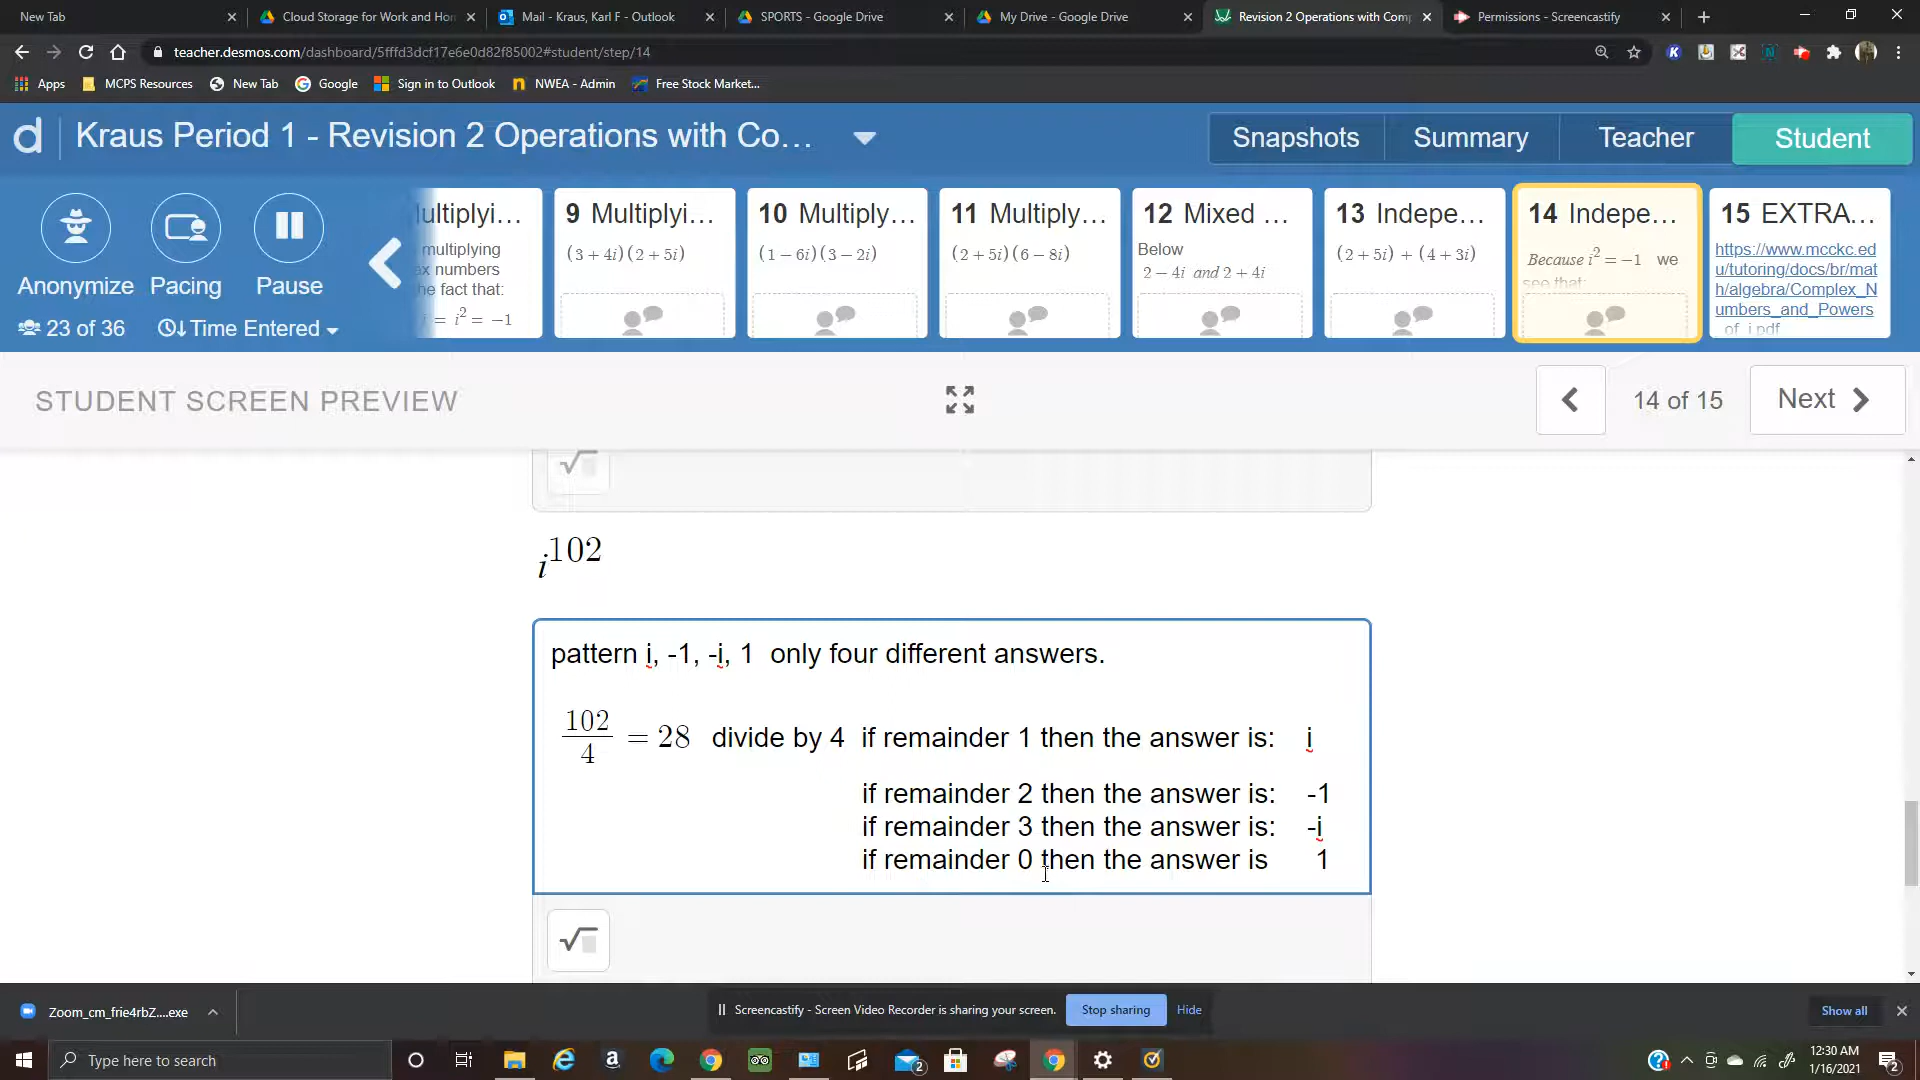 New Tab
Cloud Storage for Work and Hon
Mail - Kraus, Karl F - Outlook
SPORTS - Google Drive
My Drive - Google Drive
Revision 2 Operations with Comp
Permissions - Screencastify
teacher.desmos.com/dashboard/5fffd3dcf17e6e0d82f85002#student/step/14
Apps MCPS Resources New Tab Google Sign in to Outlook NWEA - Admin Free Stock Market...
d Kraus Period 1 - Revision 2 Operations with Co...
Snapshots Summary Teacher Student
Anonymize Pacing Pause
23 of 36 Time Entered
ultiplyi...
multiplying
x numbers
he fact that:
= i² = −1
9 Multiplyi...
(3 + 4i)(2 + 5i)
10 Multiply...
(1 − 6i)(3 − 2i)
11 Multiply...
(2 + 5i)(6 − 8i)
12 Mixed ...
Below
2 − 4i and 2 + 4i
13 Indepe...
(2 + 5i) + (4 + 3i)
14 Indepe...
Because i² = −1 we
see that:
15 EXTRA...
https://www.mcckc.ed
u/tutoring/docs/br/mat
h/algebra/Complex_N
umbers_and_Powers
_of_i.pdf
STUDENT SCREEN PREVIEW
14 of 15
Next
i¹⁰²
pattern i, -1, -i, 1 only four different answers.
102/4 = 28 divide by 4 if remainder 1 then the answer is: i
if remainder 2 then the answer is: -1
if remainder 3 then the answer is: -i
if remainder 0 then the answer is 1
Zoom_cm_frie4rbZ....exe
Screencastify - Screen Video Recorder is sharing your screen. Stop sharing Hide
Show all
Type here to search
12:30 AM
1/16/2021